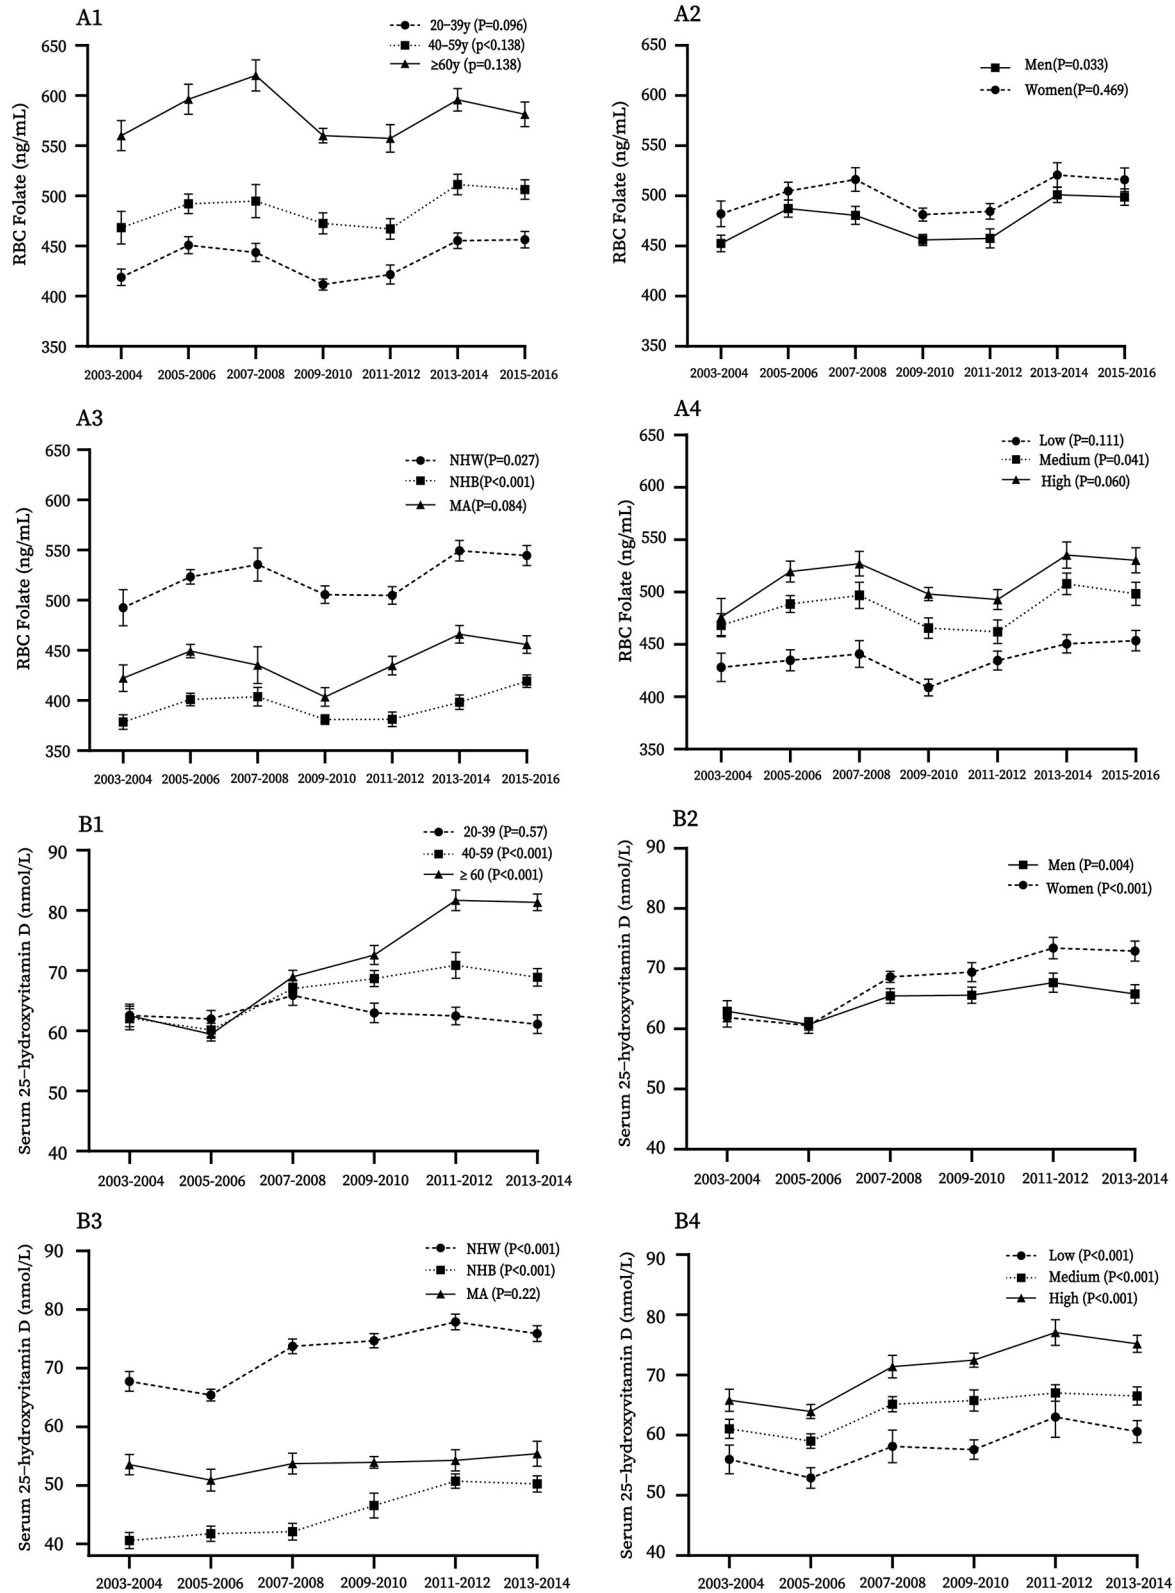 A1
20–39y (P=0.096)
40–59y (p<0.138)
≥60y (p=0.138)
RBC Folate (ng/mL)
650
600
550
500
450
400
350
2003-2004 2005-2006 2007-2008 2009-2010 2011-2012 2013-2014 2015-2016
A2
Men(P=0.033)
Women(P=0.469)
RBC Folate (ng/mL)
650
600
550
500
450
400
350
2003-2004 2005-2006 2007-2008 2009-2010 2011-2012 2013-2014 2015-2016
A3
NHW(P=0.027)
NHB(P<0.001)
MA(P=0.084)
RBC Folate (ng/mL)
650
600
550
500
450
400
350
2003-2004 2005-2006 2007-2008 2009-2010 2011-2012 2013-2014 2015-2016
A4
Low (P=0.111)
Medium (P=0.041)
High (P=0.060)
RBC Folate (ng/mL)
650
600
550
500
450
400
350
2003-2004 2005-2006 2007-2008 2009-2010 2011-2012 2013-2014 2015-2016
B1
20-39 (P=0.57)
40-59 (P<0.001)
≥ 60 (P<0.001)
Serum 25–hydroxyvitamin D (nmol/L)
90
80
70
60
50
40
2003-2004 2005-2006 2007-2008 2009-2010 2011-2012 2013-2014
B2
Men (P=0.004)
Women (P<0.001)
Serum 25–hydroxyvitamin D (nmol/L)
90
80
70
60
50
40
2003-2004 2005-2006 2007-2008 2009-2010 2011-2012 2013-2014
B3
NHW (P<0.001)
NHB (P<0.001)
MA (P=0.22)
Serum 25–hydroxyvitamin D (nmol/L)
90
80
70
60
50
40
2003-2004 2005-2006 2007-2008 2009-2010 2011-2012 2013-2014
B4
Low (P<0.001)
Medium (P<0.001)
High (P<0.001)
Serum 25–hydroxyvitamin D (nmol/L)
90
80
70
60
50
40
2003-2004 2005-2006 2007-2008 2009-2010 2011-2012 2013-2014